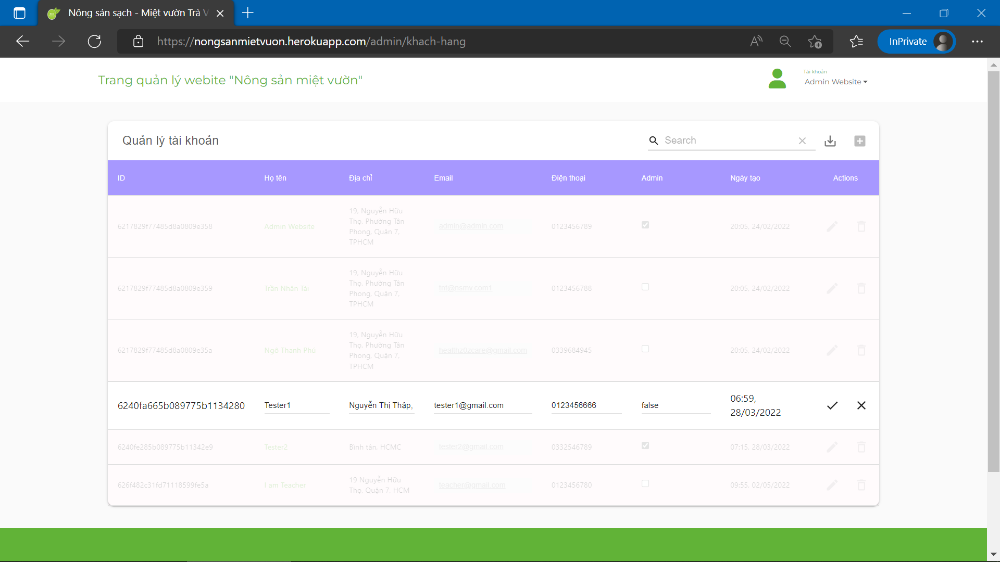 Nông sản sạch - Miệt vườn Trà V
https://nongsanmietvuon.herokuapp.com/admin/khach-hang
InPrivate
Trang quản lý webite "Nông sản miệt vườn"
Tài khoản
Admin Website
Quản lý tài khoản
Search
ID Họ tên Địa chỉ Email Điện thoại Admin Ngày tạo Actions
19, Nguyễn Hữu
Thọ, Phường Tân
6217829f77485d8a0809e358 Admin Website admin@admin.com 0123456789 20:05, 24/02/2022
Phong, Quận 7,
TPHCM
19, Nguyễn Hữu
Thọ, Phường Tân
6217829f77485d8a0809e359 Trần Nhân Tài 0123456788 20:05, 24/02/2022
Phong, Quận 7,
TPHCM
19, Nguyễn Hữu
Thọ, Phường Tân
6217829f77485d8a0809e35a Ngô Thanh Phú healthz0zcare@gmail.com 0339684945 20:05, 24/02/2022
Phong, Quận 7,
TPHCM
6240fa665b089775b1134280 Tester1 Nguyễn Thị Thập, tester1@gmail.com 0123456666 false 06:59,
28/03/2022
6240fe285b089775b11342e9 Tester2 Bình tân, HCMC tester2@gmail.com 0332546789 07:15, 28/03/2022
19 Nguyễn Hữu
626f482c31fd71118599fe5a I am Teacher teacher@gmail.com 0123456780 09:55, 02/05/2022
Thọ, Quận 7, HCM